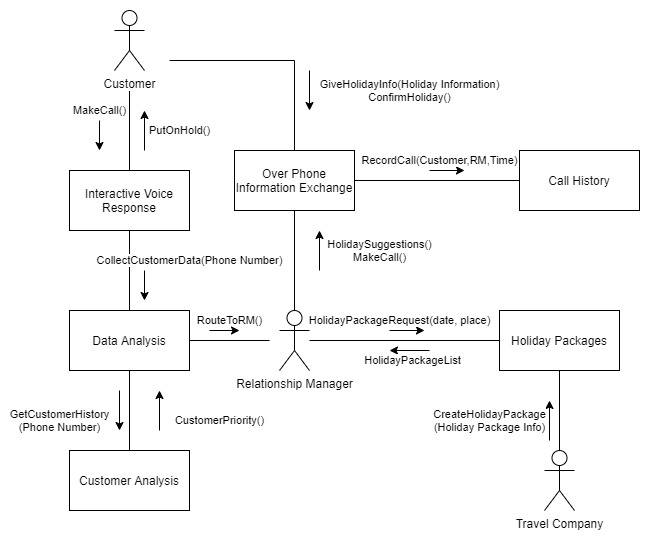 Customer
GiveHolidayInfo(Holiday Information)
ConfirmHoliday()
MakeCall()
PutOnHold()
Interactive Voice
Response
Over Phone
Information Exchange
RecordCall(Customer,RM,Time)
Call History
CollectCustomerData(Phone Number)
HolidaySuggestions()
MakeCall()
Data Analysis
RouteToRM()
Relationship Manager
HolidayPackageRequest(date, place)
HolidayPackageList
Holiday Packages
GetCustomerHistory
(Phone Number)
CustomerPriority()
CreateHolidayPackage
(Holiday Package Info)
Customer Analysis
Travel Company